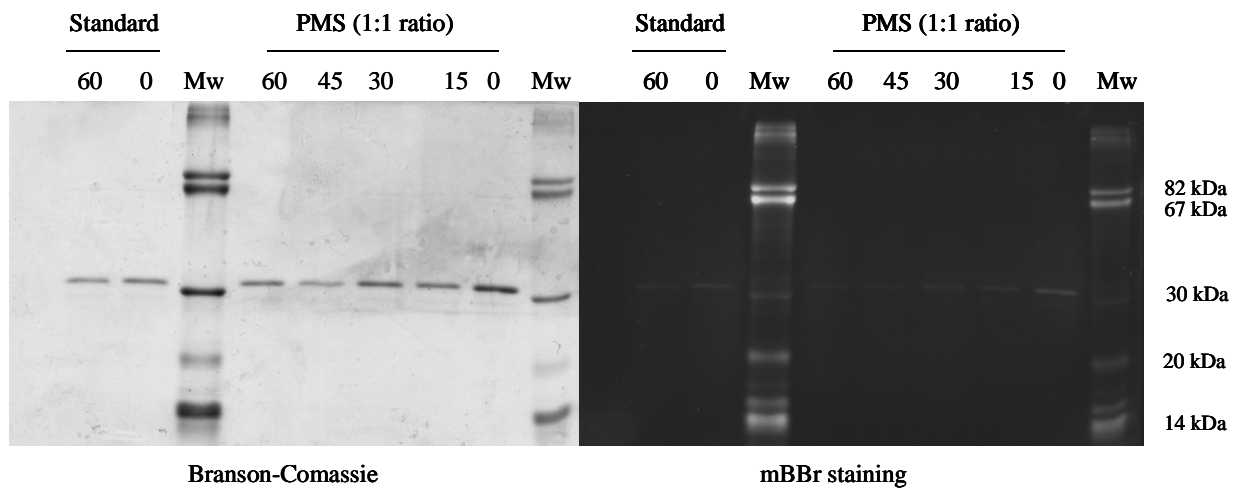 Standard PMS (1:1 ratio) Standard PMS (1:1 ratio)
60 0 Mw 60 45 30 15 0 Mw 60 0 Mw 60 45 30 15 0 Mw
82 kDa
67 kDa
30 kDa
20 kDa
14 kDa
Branson-Comassie mBBr staining